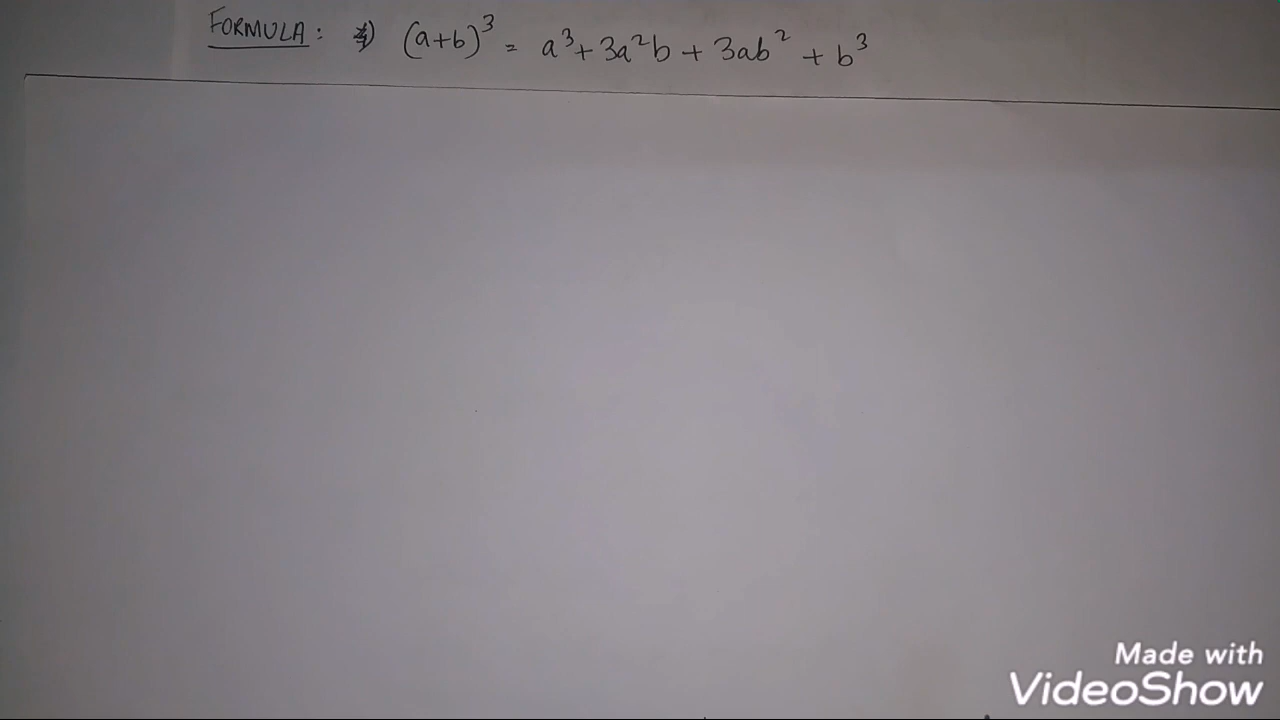 FORMULA: (a+b)³ = a³+3a²b + 3ab² + b³
Made with
VideoShow